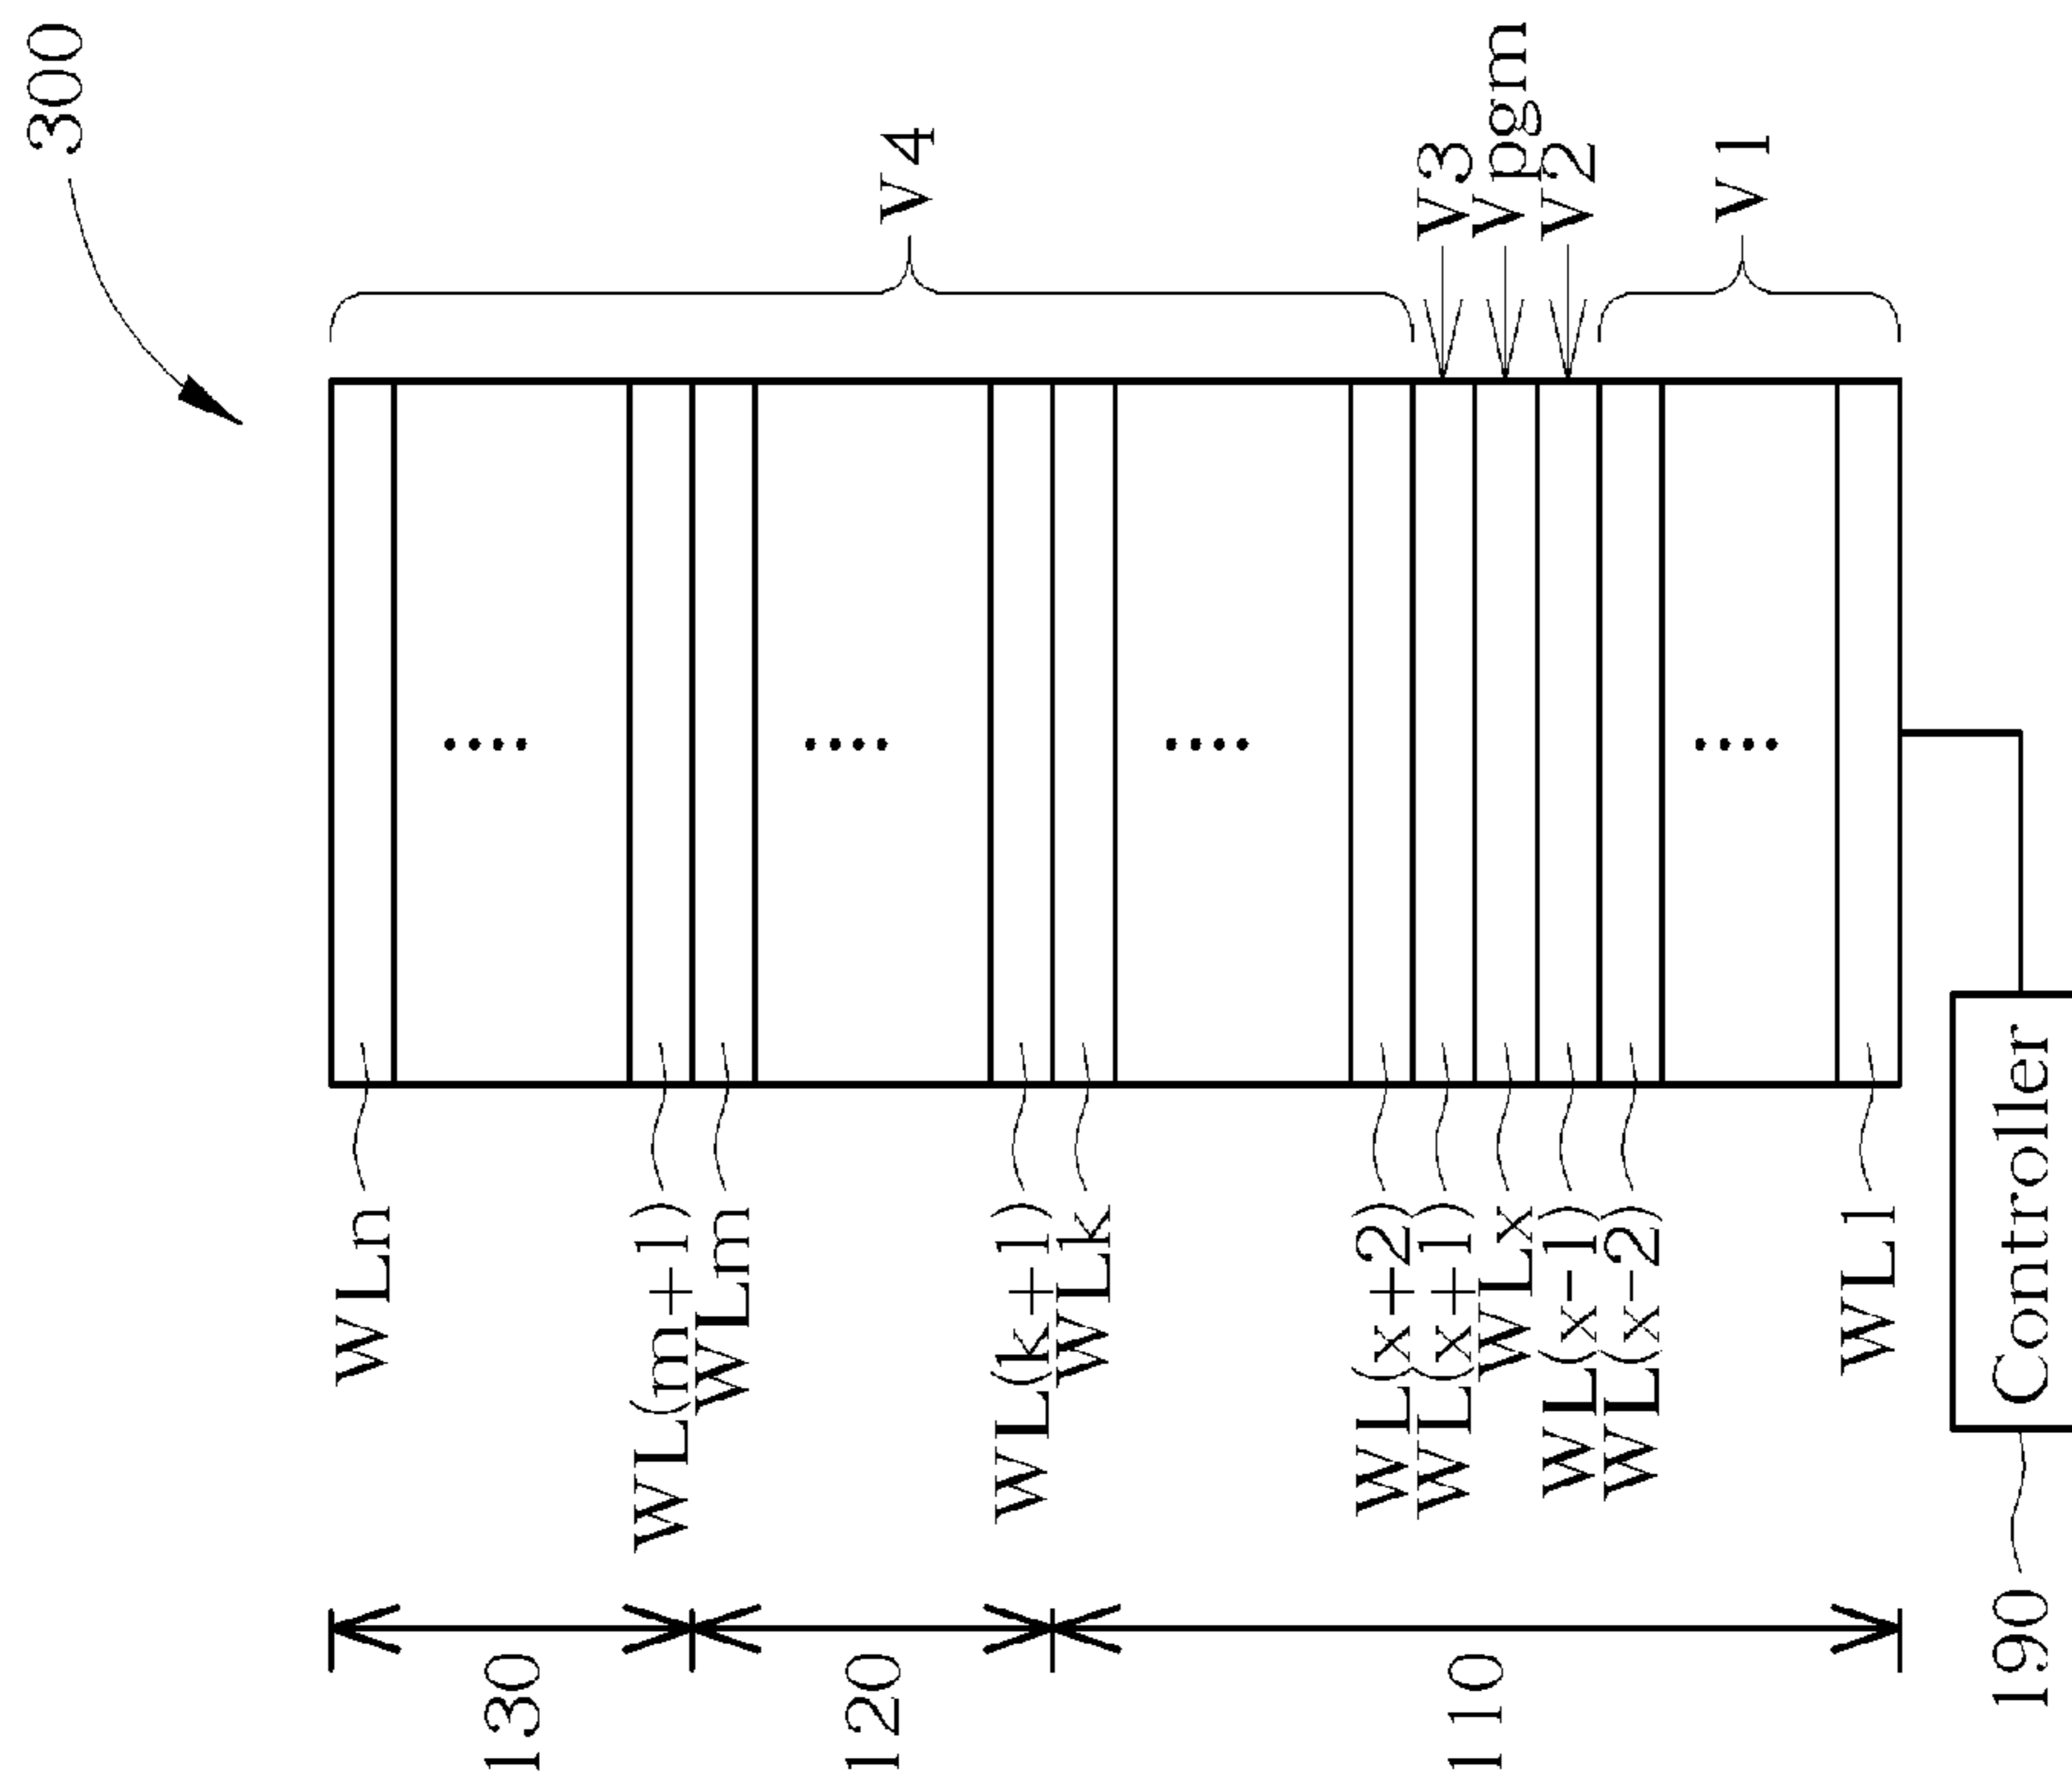 300
WLn
WL(m+1)
WLm
WL(k+1)
WLk
WL(x+2)
WL(x+1)
WLx
WL(x-1)
WL(x-2)
WL1
V4
V3
Vpgm
V2
V1
....
....
....
....
130
120
110
Controller
190